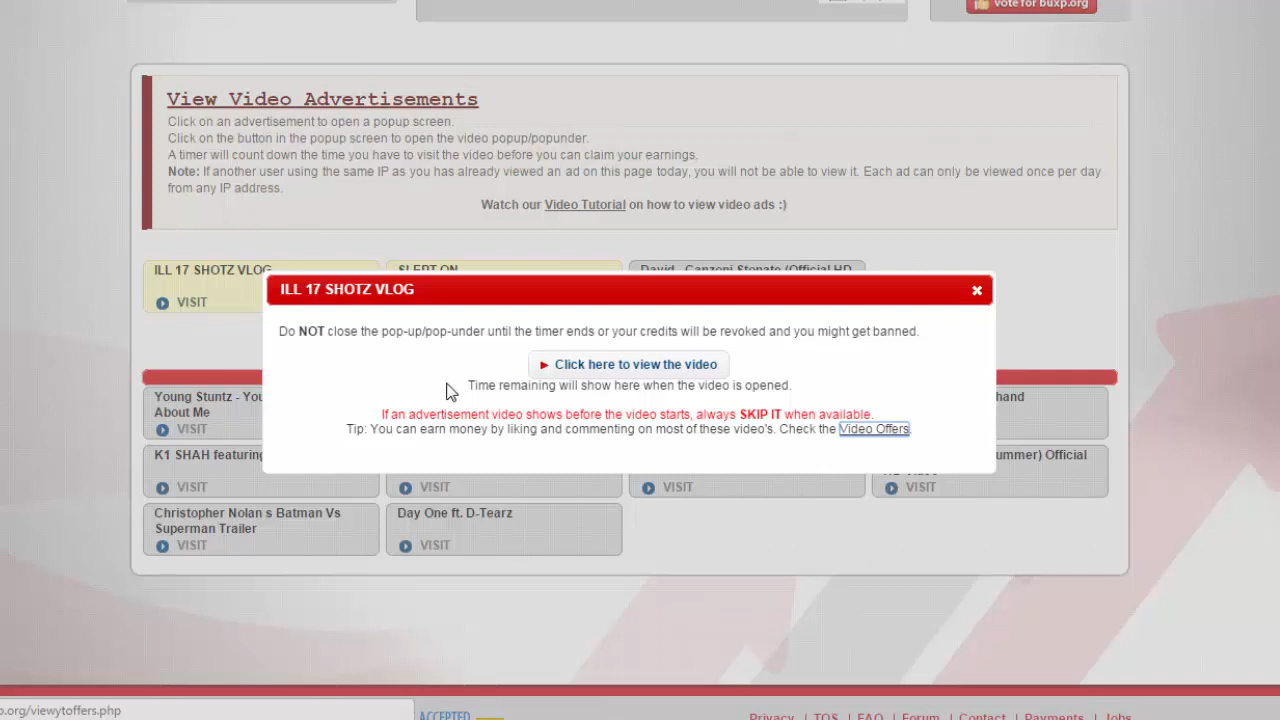 vote for buxp.org
View Video Advertisements
Click on an advertisement to open a popup screen.
Click on the button in the popup screen to open the video popup/popunder.
A timer will count down the time you have to visit the video before you can claim your earnings,
Note: If another user using the same IP as you has already viewed an ad on this page today, you will not be able to view it. Each ad can only be viewed once per day
from any IP address.
Watch our Video Tutorial on how to view video ads :)
ILL 17 SHOTZ VLOG
SLEPT ON
David - Canzoni Stonate (Official HD
VISIT
ILL 17 SHOTZ VLOG
Do NOT close the pop-up/pop-under until the timer ends or your credits will be revoked and you might get banned.
Click here to view the video
Time remaining will show here when the video is opened.
If an advertisement video shows before the video starts, always SKIP IT when available.
Tip: You can earn money by liking and commenting on most of these video's. Check the Video Offers.
Young Stuntz - You
hand
About Me
VISIT
K1 SHAH featuring
ummer) Official
VISIT
VISIT
VISIT
VISIT
Christopher Nolan s Batman Vs
Superman Trailer
Day One ft. D-Tearz
VISIT
VISIT
p.org/viewytoffers.php
ACCEPTED
Privacy | TOS | FAQ | Forum | Contact | Payments | Jobs